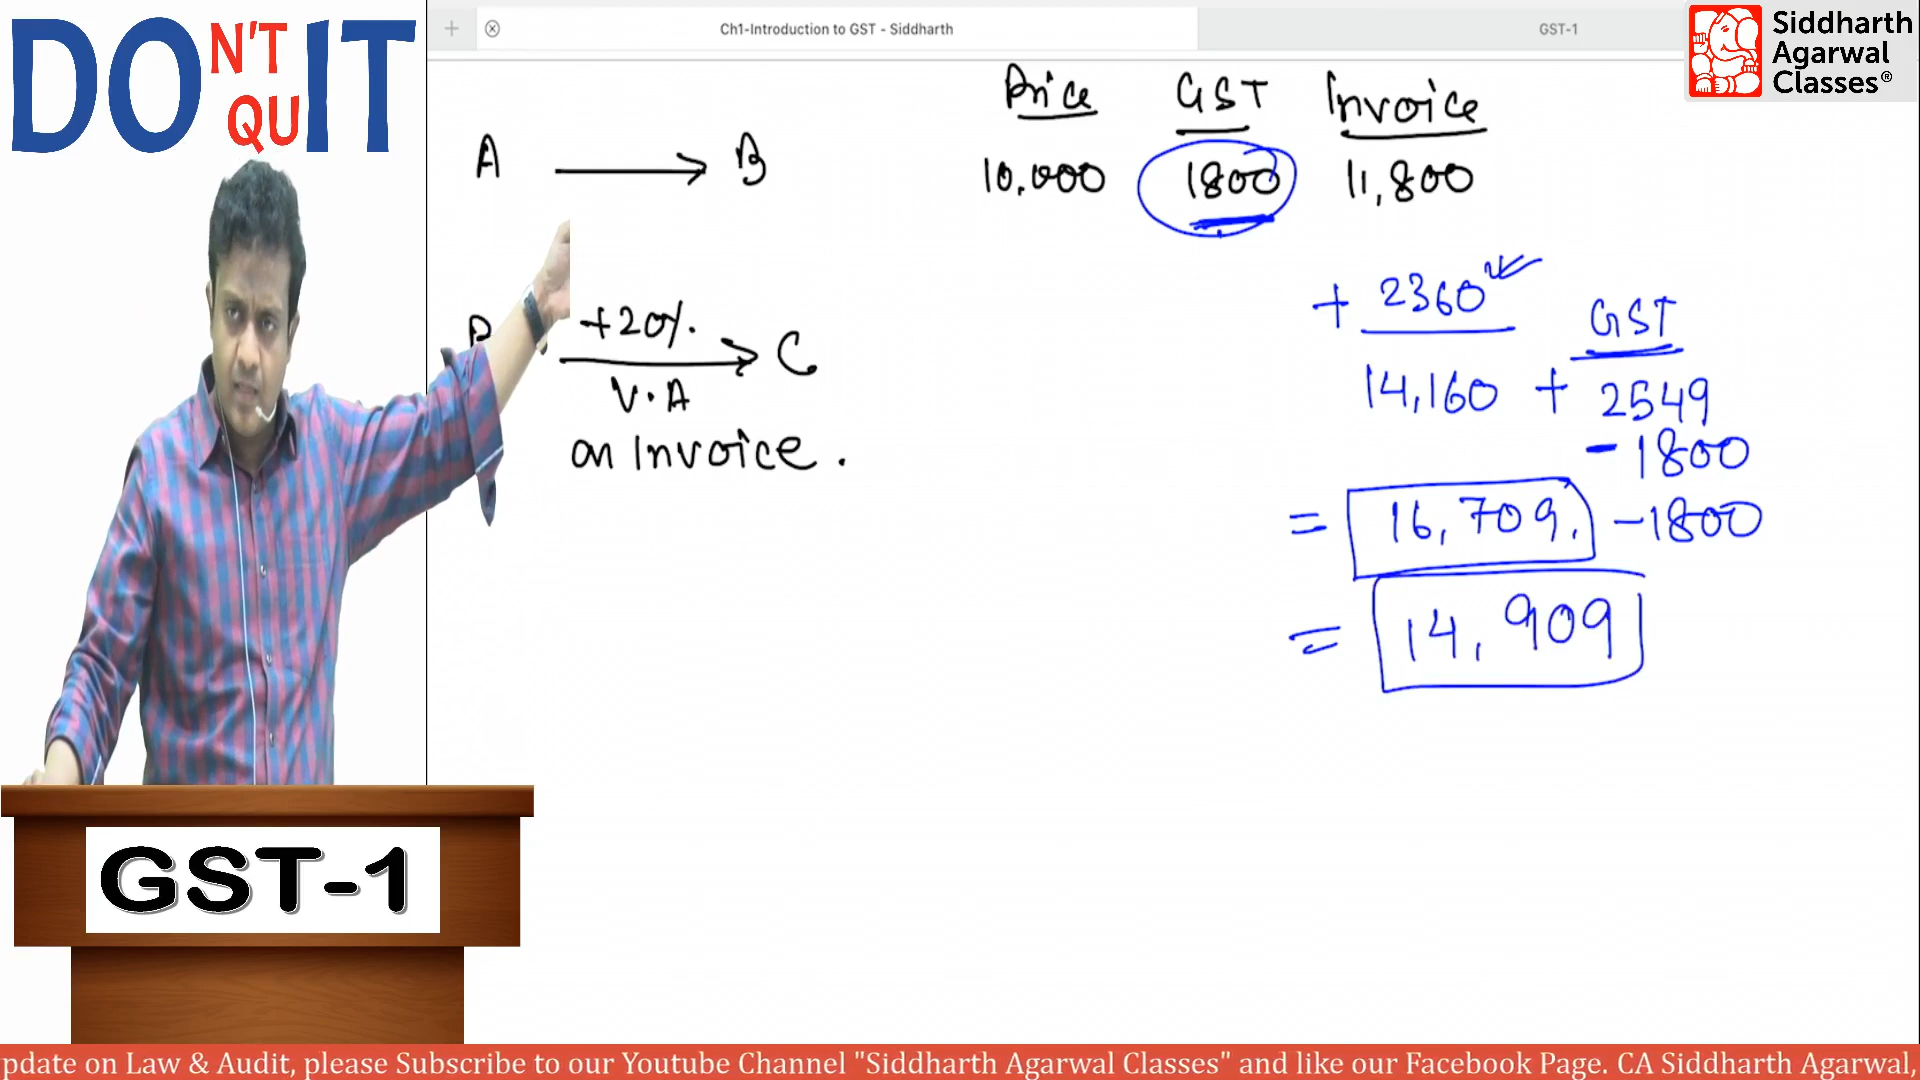 DON'T QUIT
Ch1-Introduction to GST - Siddharth
GST-1
Siddharth
Agarwal
Classes®
Price GST Invoice
A → B 10,000 1800 11,800
+ 2360
GST
+20%
C
V.A
14,160 + 2549
on Invoice.
- 1800
= 16,709. -1800
= 14,909
GST-1
pdate on Law & Audit, please Subscribe to our Youtube Channel "Siddharth Agarwal Classes" and like our Facebook Page. CA Siddharth Agarwal,